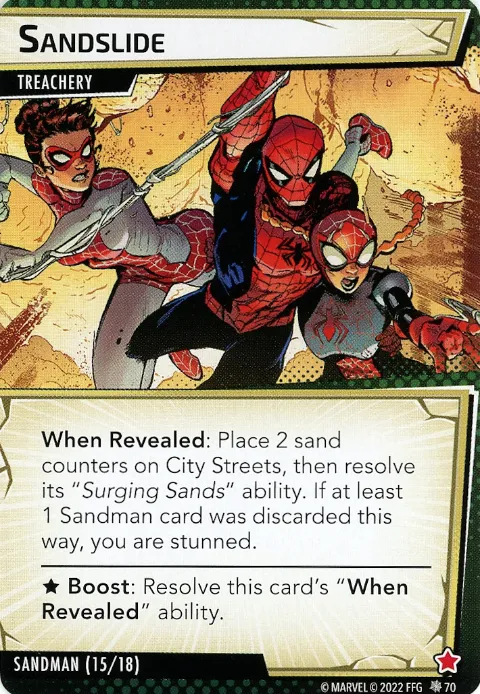 SANDSLIDE
TREACHERY
When Revealed: Place 2 sand
counters on City Streets, then resolve
its “Surging Sands” ability. If at least
1 Sandman card was discarded this
way, you are stunned.
★ Boost: Resolve this card’s “When
Revealed” ability.
SANDMAN (15/18)
© MARVEL © 2022 FFG 70